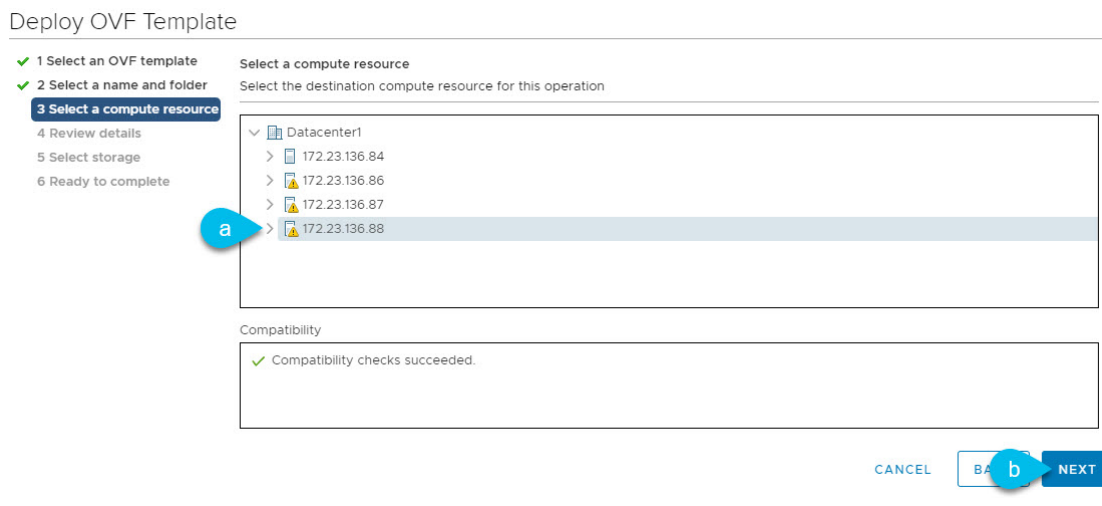 Deploy OVF Template
1 Select an OVF template
2 Select a name and folder
3 Select a compute resource
4 Review details
5 Select storage
6 Ready to complete
Select a compute resource
Select the destination compute resource for this operation
Datacenter1
172.23.136.84
172.23.136.86
172.23.136.87
a
172.23.136.88
Compatibility
Compatibility checks succeeded.
CANCEL
BA
b
NEXT